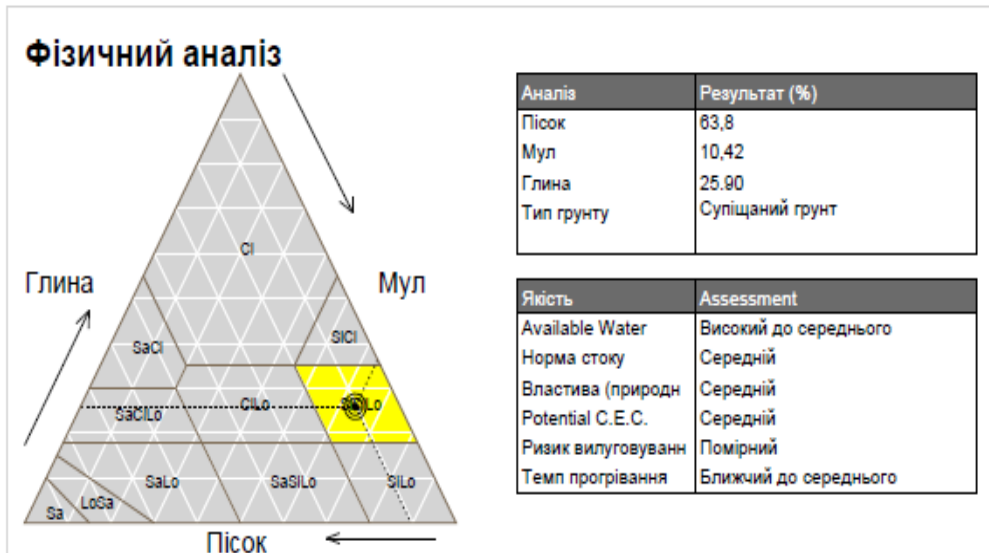 Фізичний аналіз
Аналіз Результат (%)
Пісок 63,8
Мул 10,42
Глина 25.90
Тип грунту Супіщаний грунт
Глина
Мул
Cl
SaCl
SiCl
SaClLo
ClLo
SaLo
SaSiLo
SiLo
LoSa
Sa
Пісок
Якість Assessment
Available Water Високий до середнього
Норма стоку Середній
Властива (природн Середній
Potential C.E.C. Середній
Ризик вилуговуванн Помірний
Темп прогрівання Ближчий до середнього